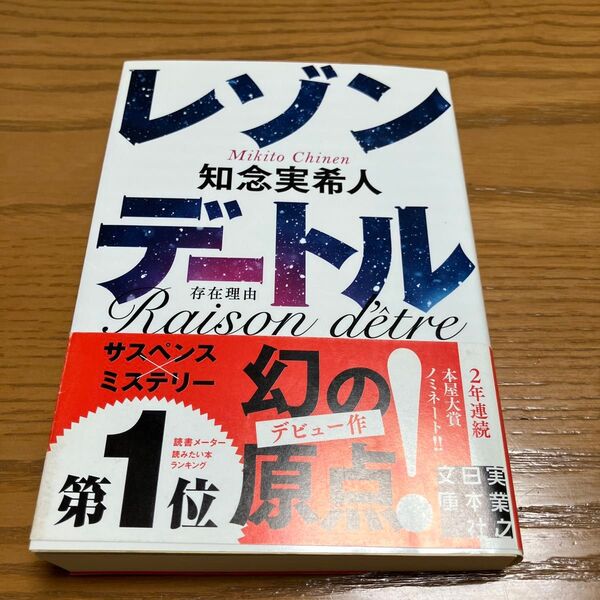 レゾン
Mikito Chinen
知念実希人
デートル
存在理由
Raison d'être
サスペンス
×
ミステリー
第1位
読書メーター
読みたい本
ランキング
幻の
デビュー作
原点!
2年連続
本屋大賞
ノミネート!!
実業之
日本社
文庫